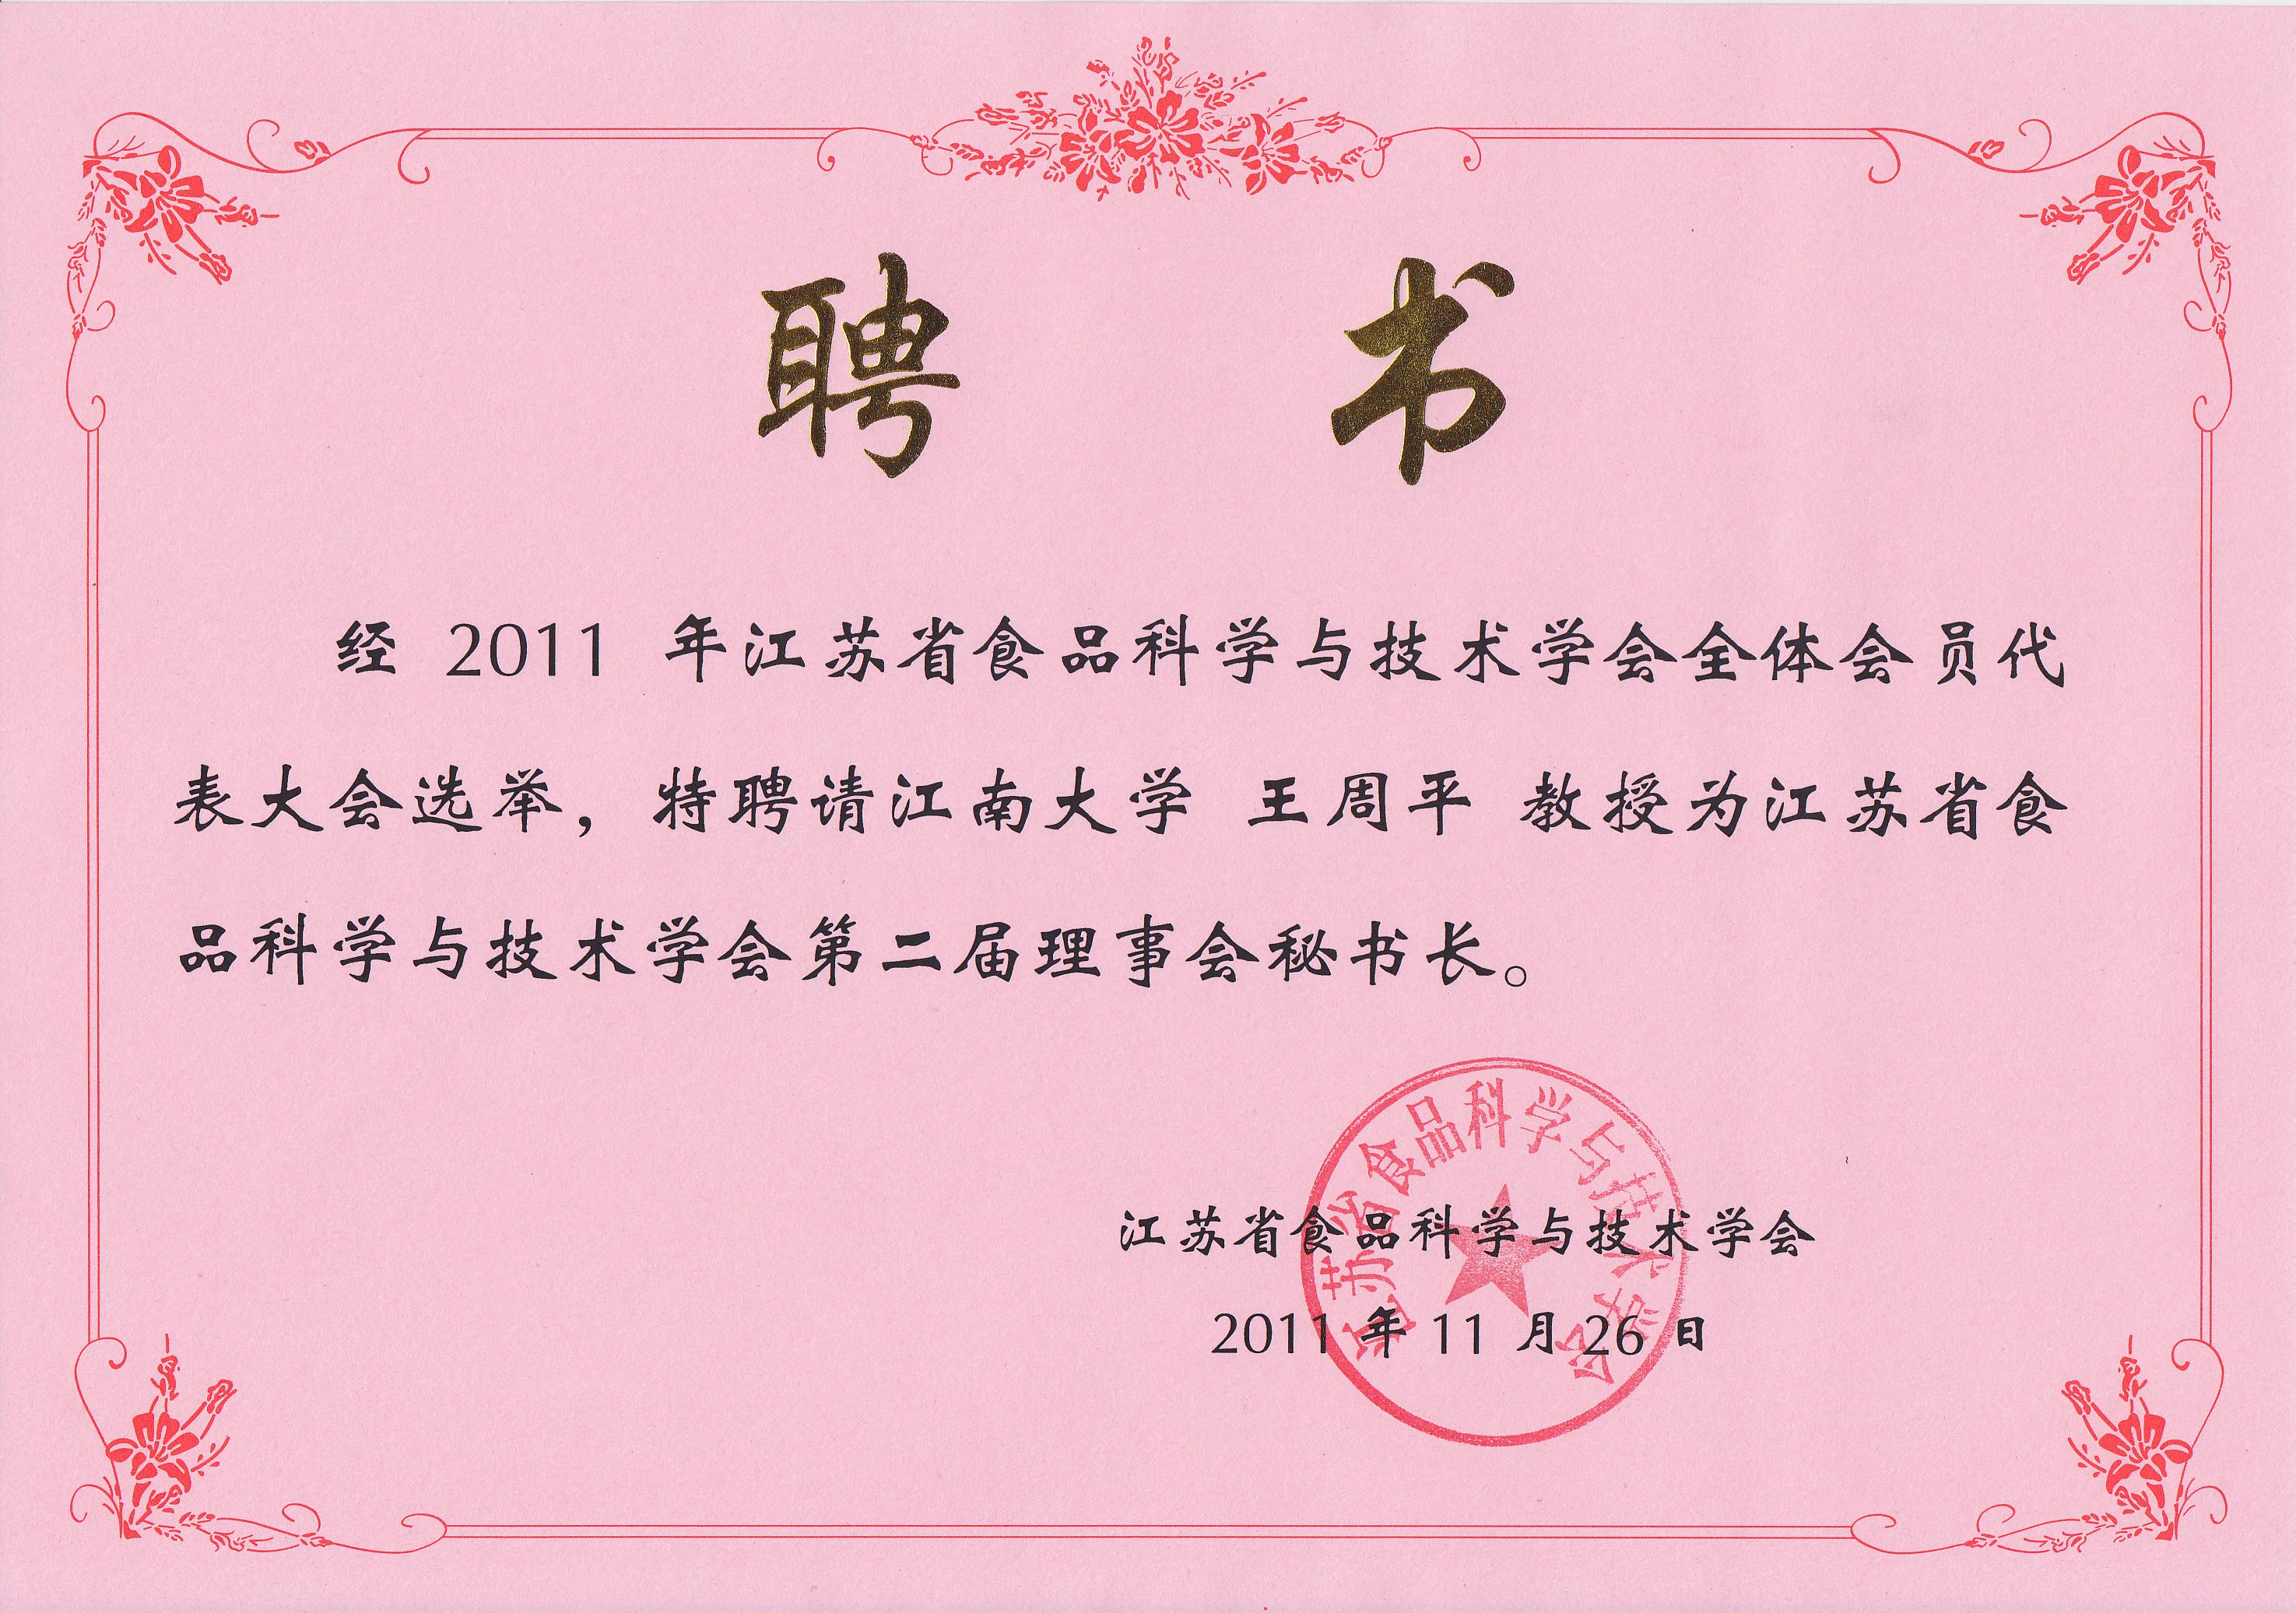 聘书
经 2011 年江苏省食品科学与技术学会全体会员代
表大会选举，特聘请江南大学 王周平 教授为江苏省食
品科学与技术学会第二届理事会秘书长。
江苏省食品科学与技术学会
江苏省食品科学与技术学会
2011 年 11 月 26 日